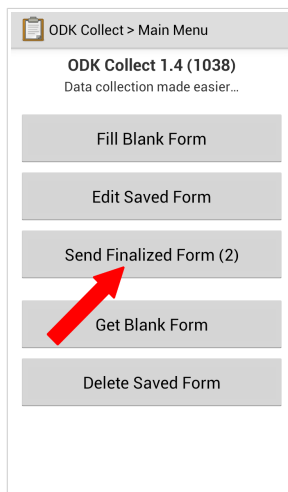 ODK Collect > Main Menu
ODK Collect 1.4 (1038)
Data collection made easier...
Fill Blank Form
Edit Saved Form
Send Finalized Form (2)
Get Blank Form
Delete Saved Form